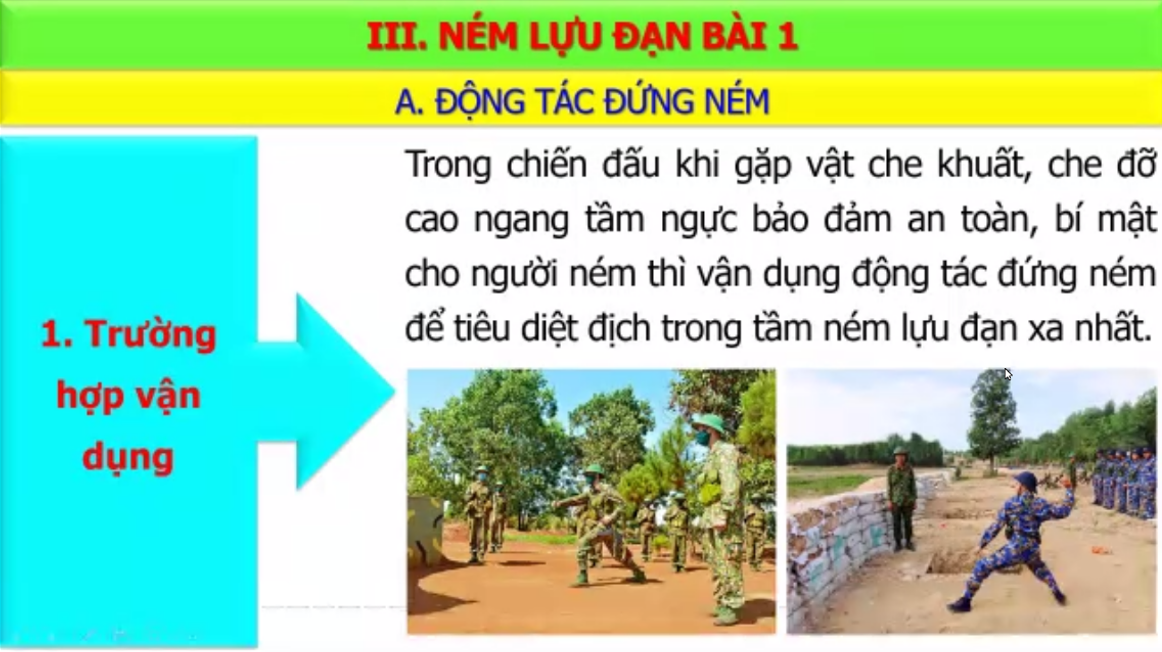 III. NÉM LỰU ĐẠN BÀI 1
A. ĐỘNG TÁC ĐỨNG NÉM
1. Trường
hợp vận
dụng
Trong chiến đấu khi gặp vật che khuất, che đỡ
cao ngang tầm ngực bảo đảm an toàn, bí mật
cho người ném thì vận dụng động tác đứng ném
để tiêu diệt địch trong tầm ném lựu đạn xa nhất.